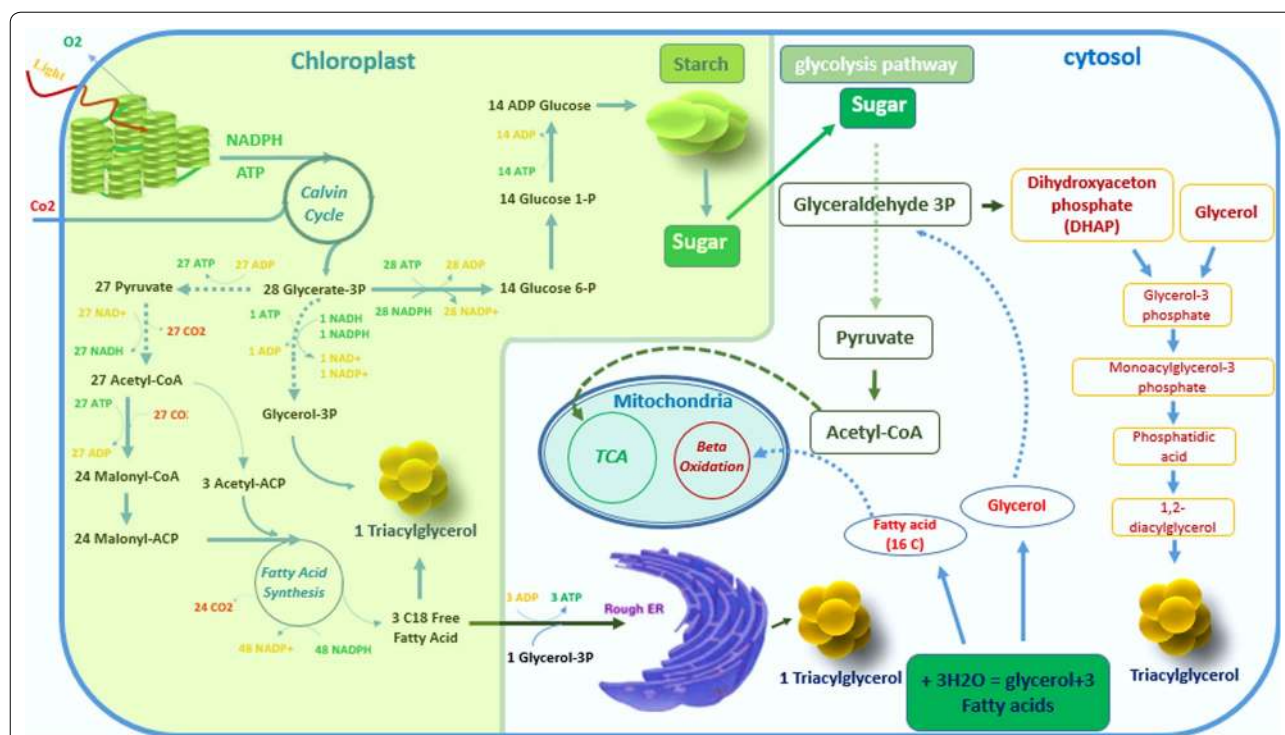 O2
Light
Chloroplast
Starch
glycolysis pathway
cytosol
Sugar
NADPH
ATP
14 ADP Glucose
14 ADP
14 ATP
Co2
Calvin
Cycle
14 Glucose 1-P
Sugar
Glyceraldehyde 3P
Dihydroxyaceton
phosphate
(DHAP)
Glycerol
27 ATP
27 ADP
28 ATP
28 ADP
27 Pyruvate
28 Glycerate-3P
14 Glucose 6-P
28 NADPH
28 NADP+
27 NAD+
27 CO2
27 NADH
1 ATP
1 NADH
1 NADPH
1 ADP
1 NAD+
1 NADP+
Glycerol-3
phosphate
Pyruvate
27 Acetyl-CoA
27 ATP
27 CO
27 ADP
Glycerol-3P
Monoacylglycerol-3
phosphate
Mitochondria
TCA
Beta
Oxidation
Acetyl-CoA
Phosphatidic
acid
24 Malonyl-CoA
3 Acetyl-ACP
1 Triacylglycerol
24 Malonyl-ACP
Fatty acid
(16 C)
Glycerol
1,2-
diacylglycerol
Fatty Acid
Synthesis
24 CO2
48 NADP+
48 NADPH
3 C18 Free
Fatty Acid
3 ADP
3 ATP
1 Glycerol-3P
Rough ER
1 Triacylglycerol
+ 3H2O = glycerol+3
Fatty acids
Triacylglycerol